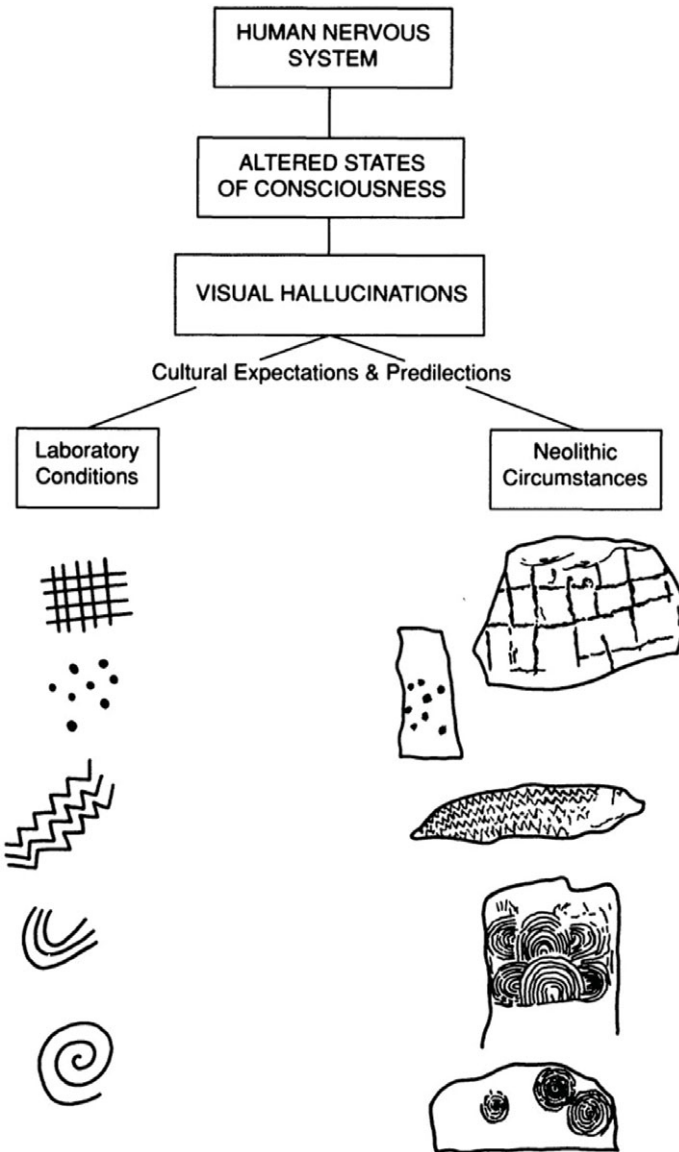 HUMAN NERVOUS
SYSTEM
ALTERED STATES
OF CONSCIOUSNESS
VISUAL HALLUCINATIONS
Cultural Expectations & Predilections
Laboratory
Conditions
Neolithic
Circumstances